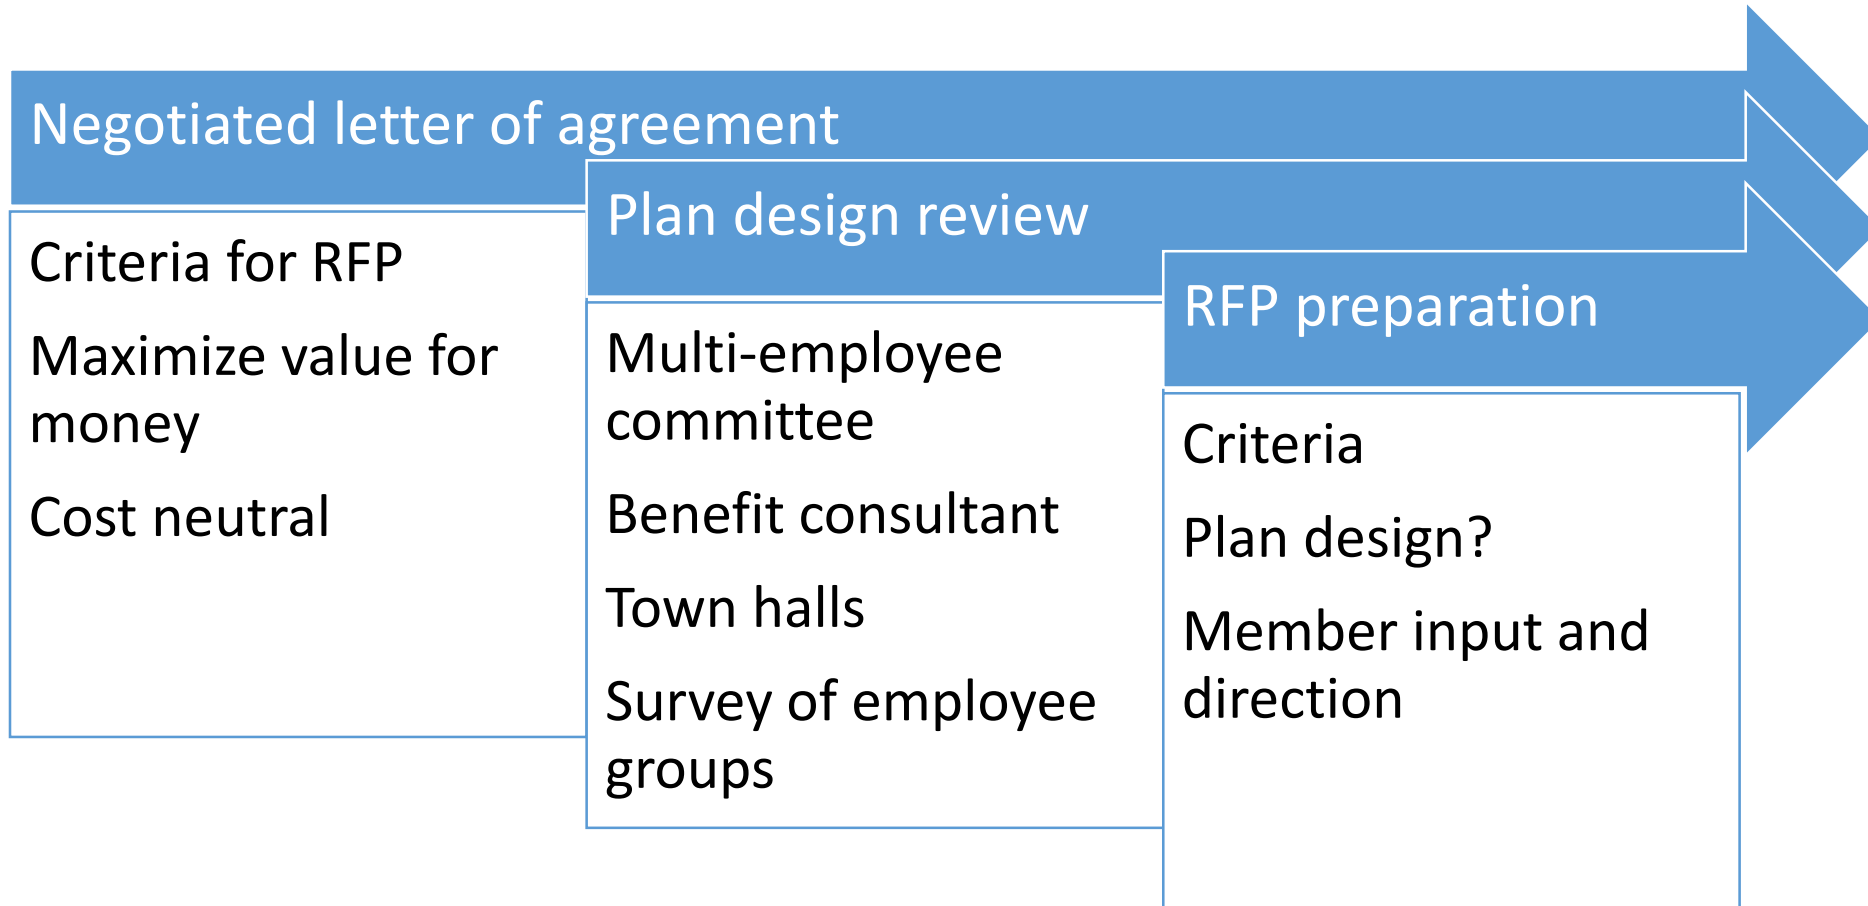 Negotiated letter of agreement
Criteria for RFP
Maximize value for
money
Cost neutral
Plan design review
Multi-employee
committee
Benefit consultant
Town halls
Survey of employee
groups
RFP preparation
Criteria
Plan design?
Member input and
direction